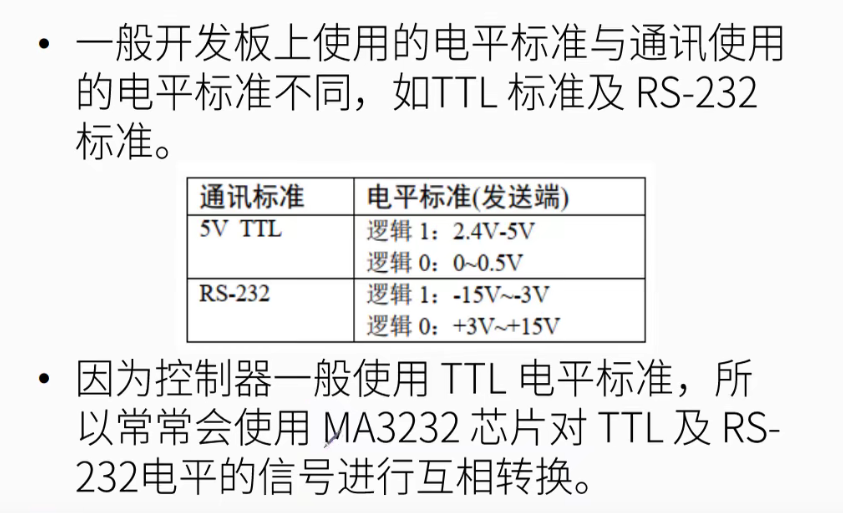 • 一般开发板上使用的电平标准与通讯使用
的电平标准不同，如TTL 标准及 RS-232
标准。
通讯标准 电平标准(发送端)
5V TTL 逻辑 1：2.4V-5V
逻辑 0：0~0.5V
RS-232 逻辑 1：-15V~-3V
逻辑 0：+3V~+15V
• 因为控制器一般使用 TTL 电平标准，所
以常常会使用 MA3232 芯片对 TTL 及 RS-
232电平的信号进行互相转换。